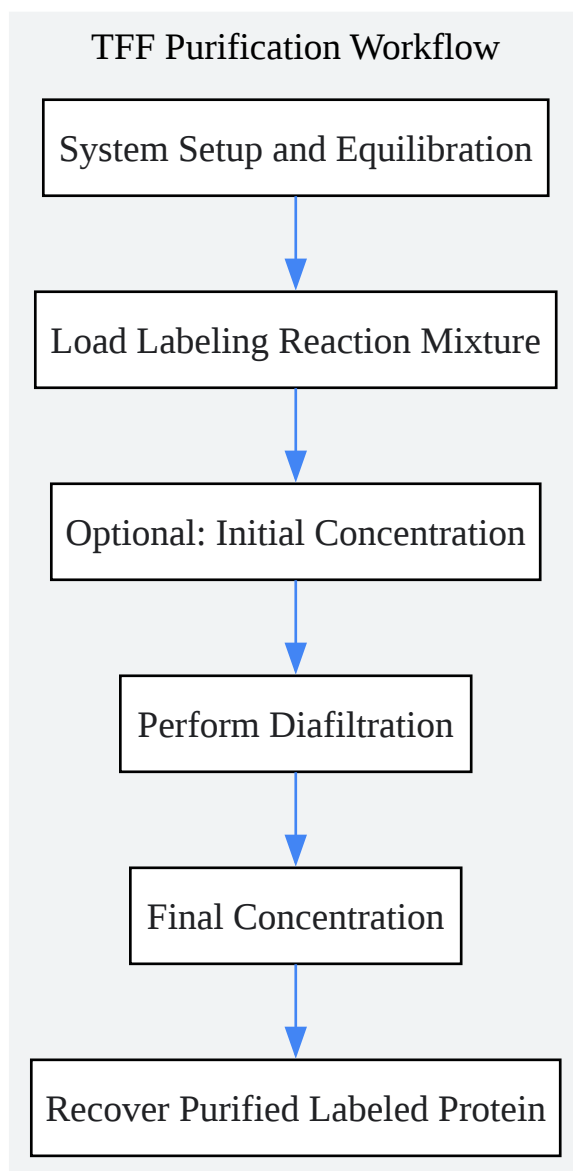 TFF Purification Workflow
System Setup and Equilibration
Load Labeling Reaction Mixture
Optional: Initial Concentration
Perform Diafiltration
Final Concentration
Recover Purified Labeled Protein